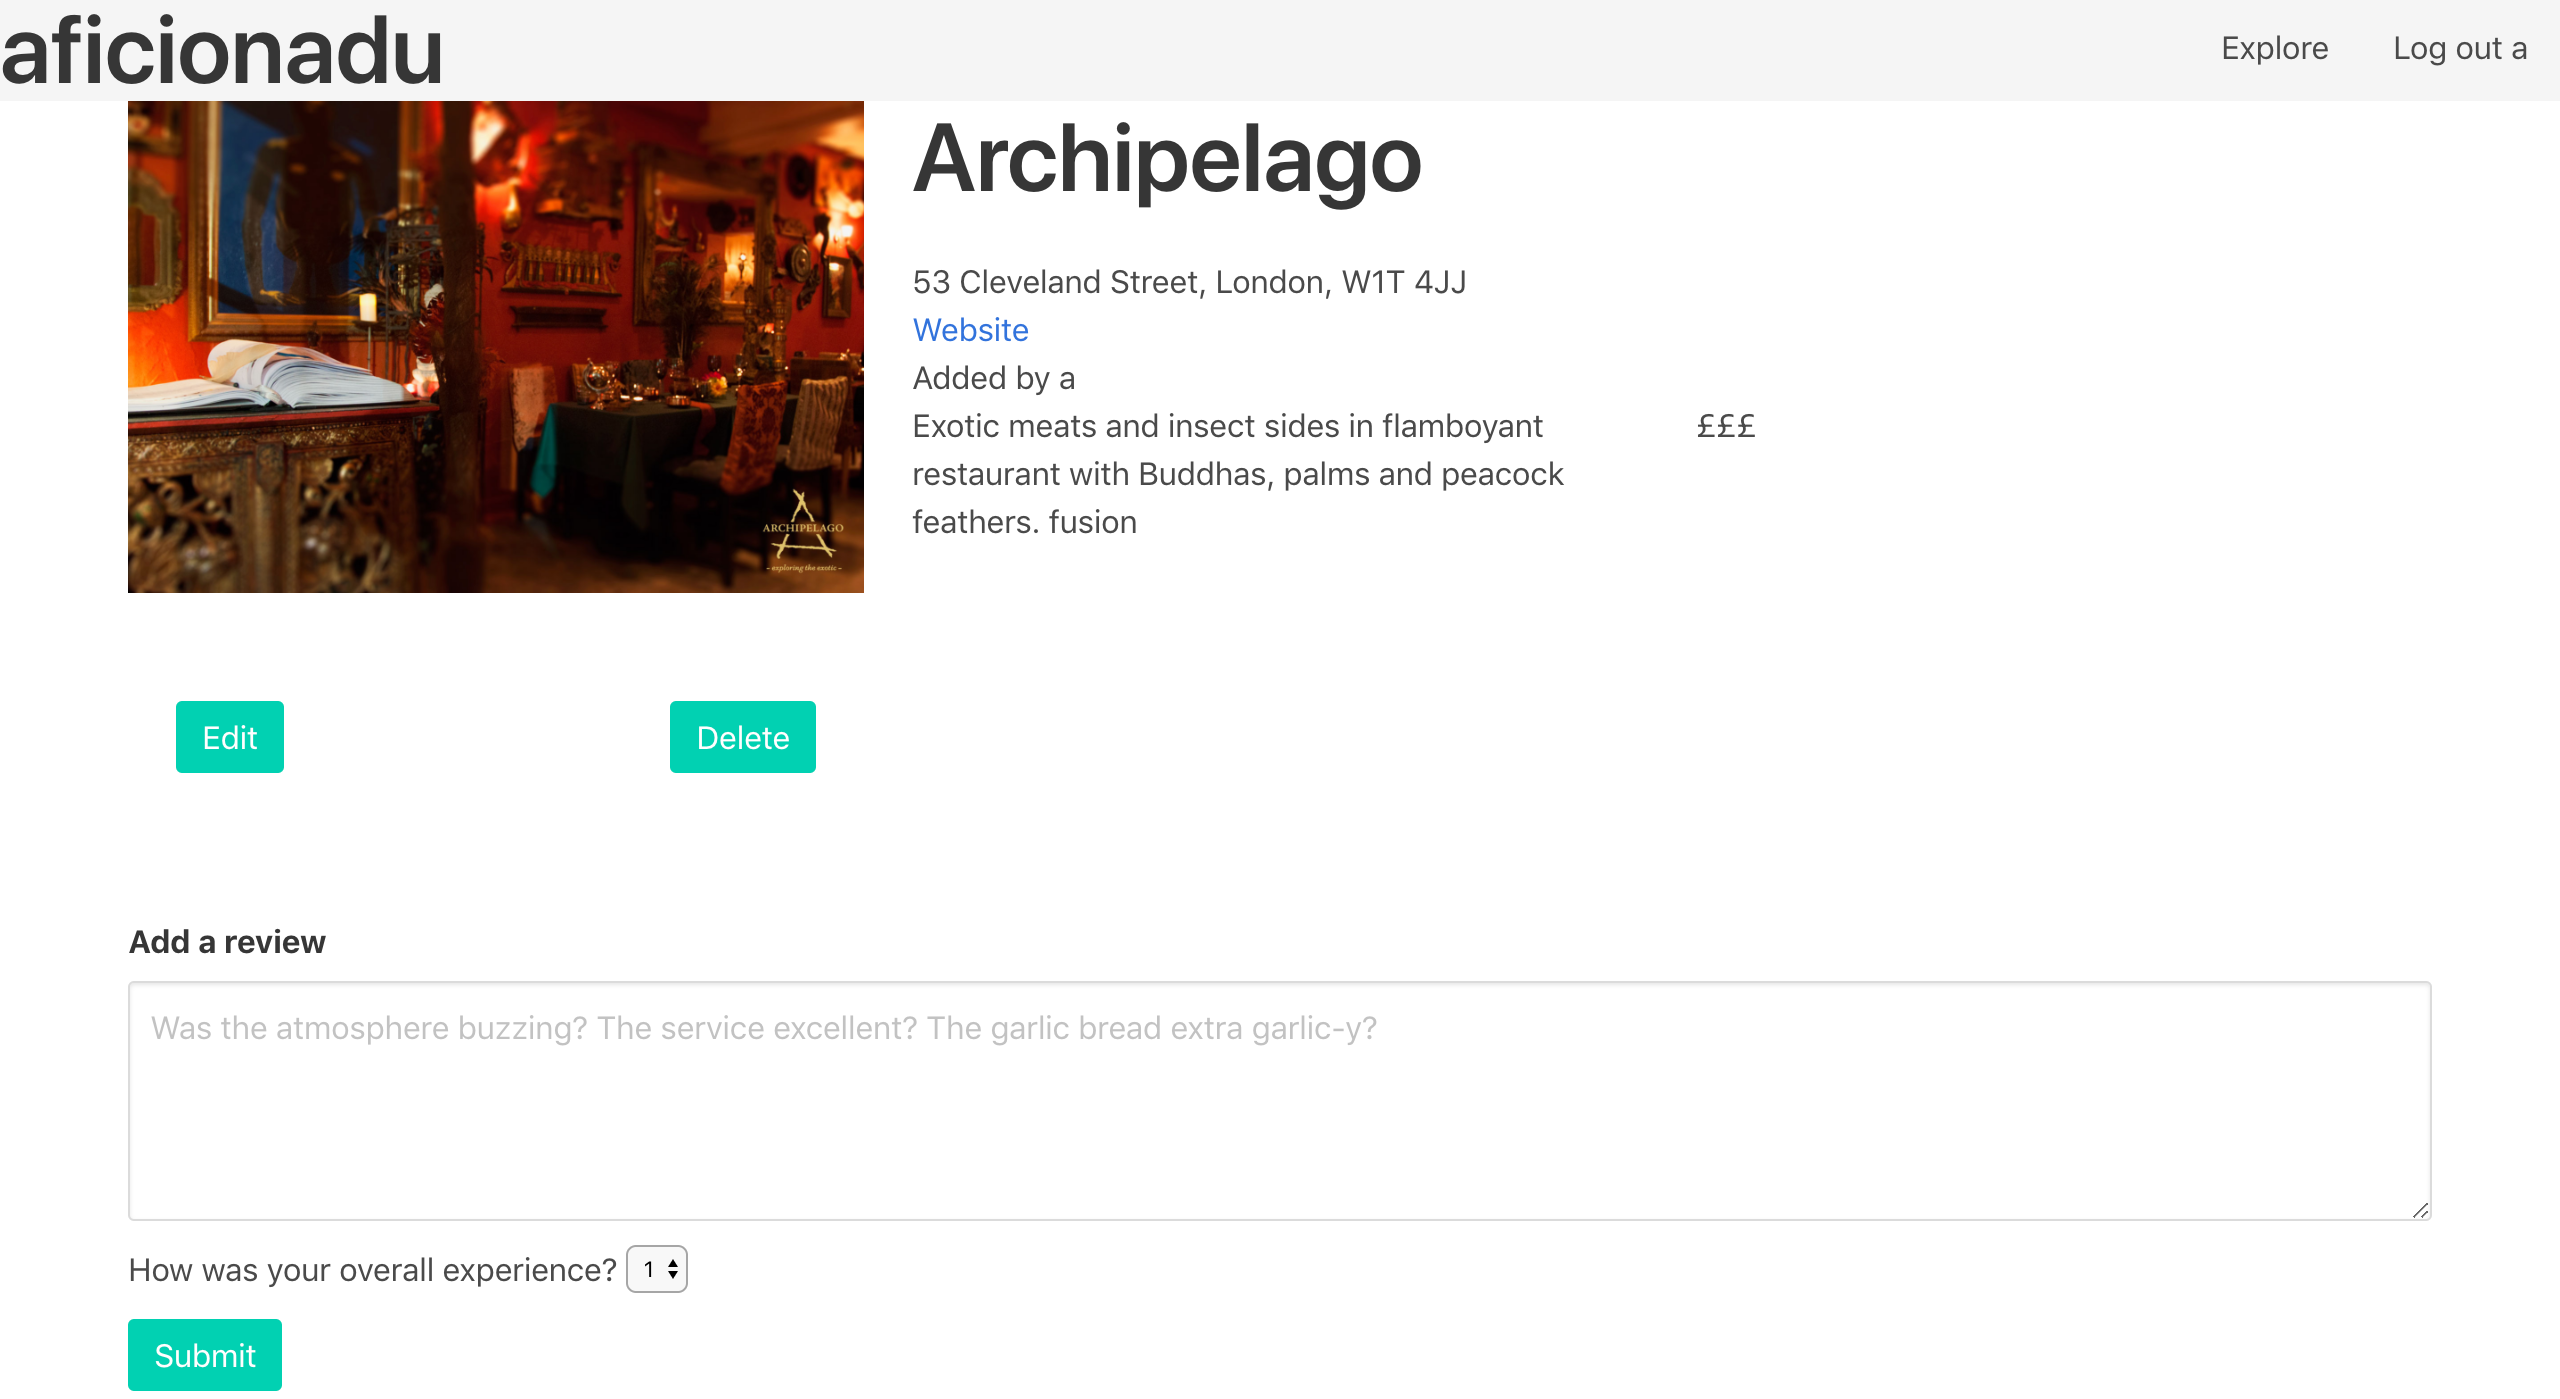 aficionadu
Explore
Log out a
Archipelago
53 Cleveland Street, London, W1T 4JJ
Website
Added by a
Exotic meats and insect sides in flamboyant
restaurant with Buddhas, palms and peacock
feathers. fusion
£££
ARCHIPELAGO
- exploring the exotic -
Edit
Delete
Add a review
Was the atmosphere buzzing? The service excellent? The garlic bread extra garlic-y?
How was your overall experience? 1
Submit